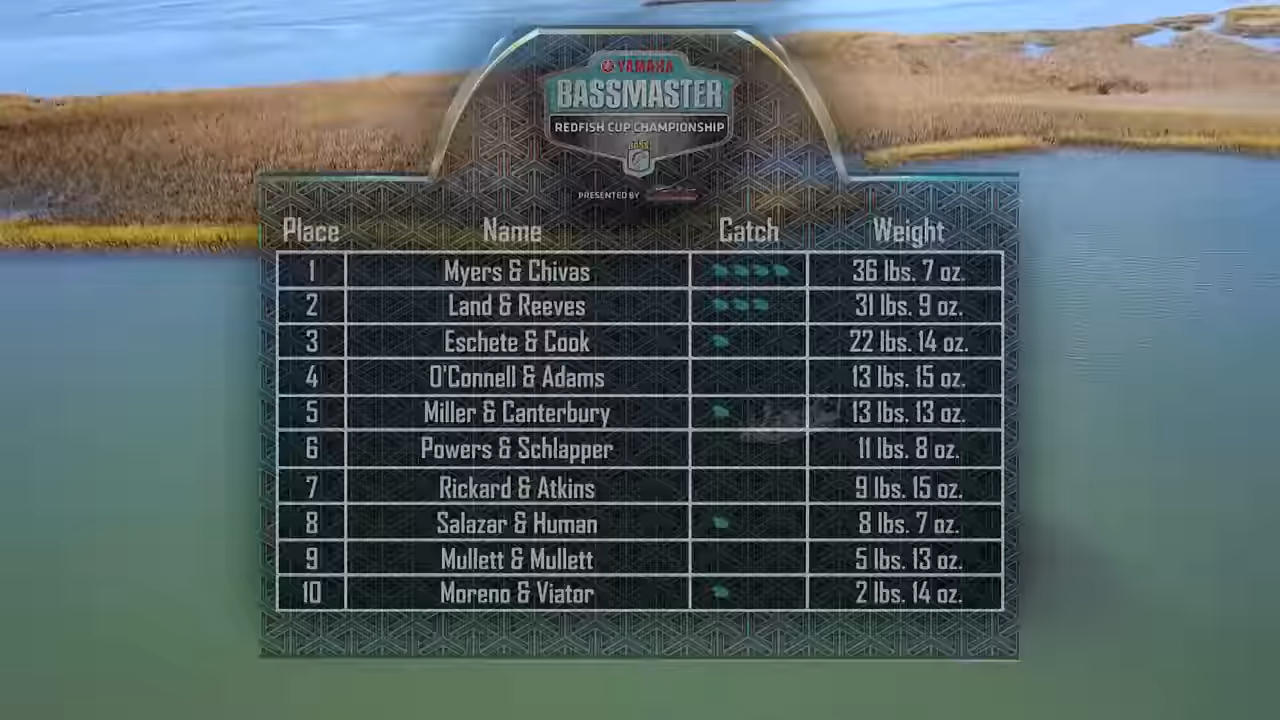 YAMAHA
BASSMASTER
REDFISH CUP CHAMPIONSHIP
PRESENTED BY
Place Name Catch Weight
1 Myers & Chivas 36 lbs. 7 oz.
2 Land & Reeves 31 lbs. 9 oz.
3 Eschete & Cook 22 lbs. 14 oz.
4 O'Connell & Adams 13 lbs. 15 oz.
5 Miller & Canterbury 13 lbs. 13 oz.
6 Powers & Schlapper 11 lbs. 8 oz.
7 Rickard & Atkins 9 lbs. 15 oz.
8 Salazar & Human 8 lbs. 7 oz.
9 Mullett & Mullett 5 lbs. 13 oz.
10 Moreno & Viator 2 lbs. 14 oz.